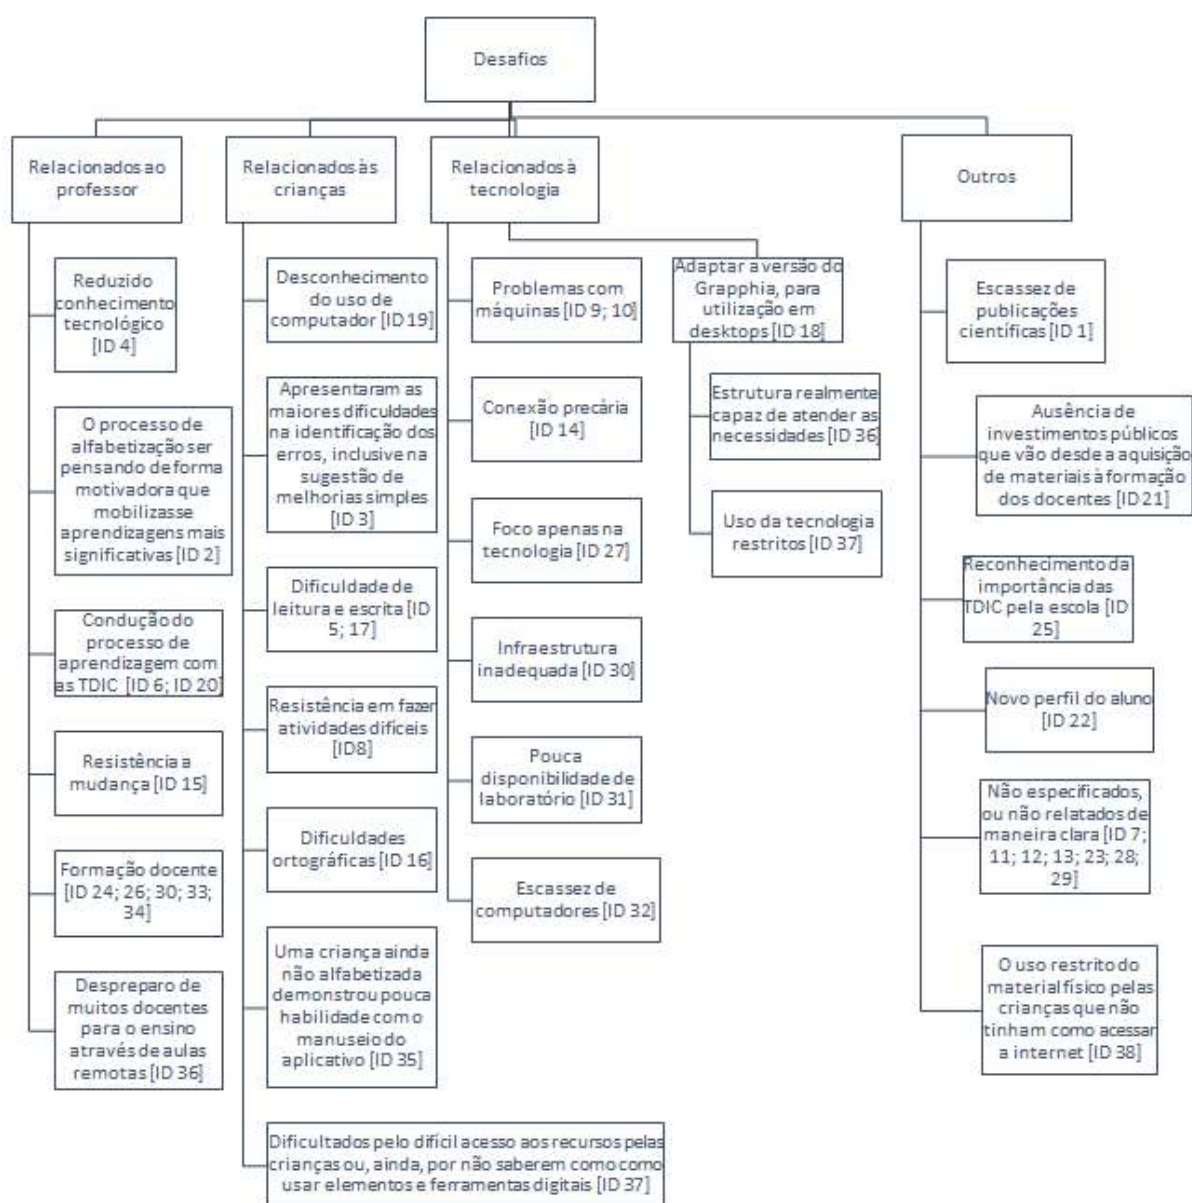 Desafios
Relacionados ao
professor
Relacionados às
crianças
Relacionados à
tecnologia
Outros
Reduzido
conhecimento
tecnológico
[ID 4]
O processo de
alfabetização ser
pensando de forma
motivadora que
mobilizasse
aprendizagens mais
significativas [ID 2]
Condução do
processo de
aprendizagem com
as TDIC [ID 6; ID 20]
Resistência a
mudança [ID 15]
Formação docente
[ID 24; 26; 30; 33;
34]
Despreparo de
muitos docentes
para o ensino
através de aulas
remotas [ID 36]
Desconhecimento
do uso de
computador [ID 19]
Apresentaram as
maiores dificuldades
na identificação dos
erros, inclusive na
sugestão de
melhorias simples
[ID 3]
Dificuldade de
leitura e escrita [ID
5; 17]
Resistência em fazer
atividades difíceis
[ID8]
Dificuldades
ortográficas [ID 16]
Uma criança ainda
não alfabetizada
demonstrou pouca
habilidade com o
manuseio do
aplicativo [ID 35]
Dificultados pelo difícil acesso aos recursos pelas
crianças ou, ainda, por não saberem como como
usar elementos e ferramentas digitais [ID 37]
Problemas com
máquinas [ID 9; 10]
Conexão precária
[ID 14]
Foco apenas na
tecnologia [ID 27]
Infraestrutura
inadequada [ID 30]
Pouca
disponibilidade de
laboratório [ID 31]
Escassez de
computadores [ID 32]
Adaptar a versão do
Grapphia, para
utilização em
desktops [ID 18]
Estrutura realmente
capaz de atender as
necessidades [ID 36]
Uso da tecnologia
restritos [ID 37]
Escassez de
publicações
científicas [ID 1]
Ausência de
investimentos públicos
que vão desde a aquisição
de materiais à formação
dos docentes [ID 21]
Reconhecimento da
importância das
TDIC pela escola [ID
25]
Novo perfil do aluno
[ID 22]
Não especificados,
ou não relatados de
maneira clara [ID 7;
11; 12; 13; 23; 28;
29]
O uso restrito do
material físico pelas
crianças que não
tinham como acessar
a internet [ID 38]